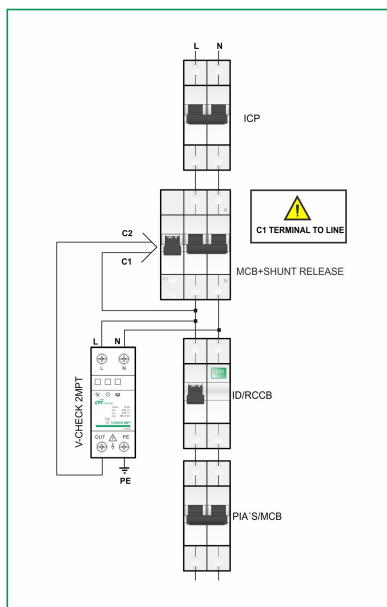 L N
ICP
C2
C1 TERMINAL TO LINE
C1
MCB+SHUNT RELEASE
L N
L N
V-CHECK 2MPT
OUT PE
PE
TEST
ID/RCCB
PIA´S/MCB